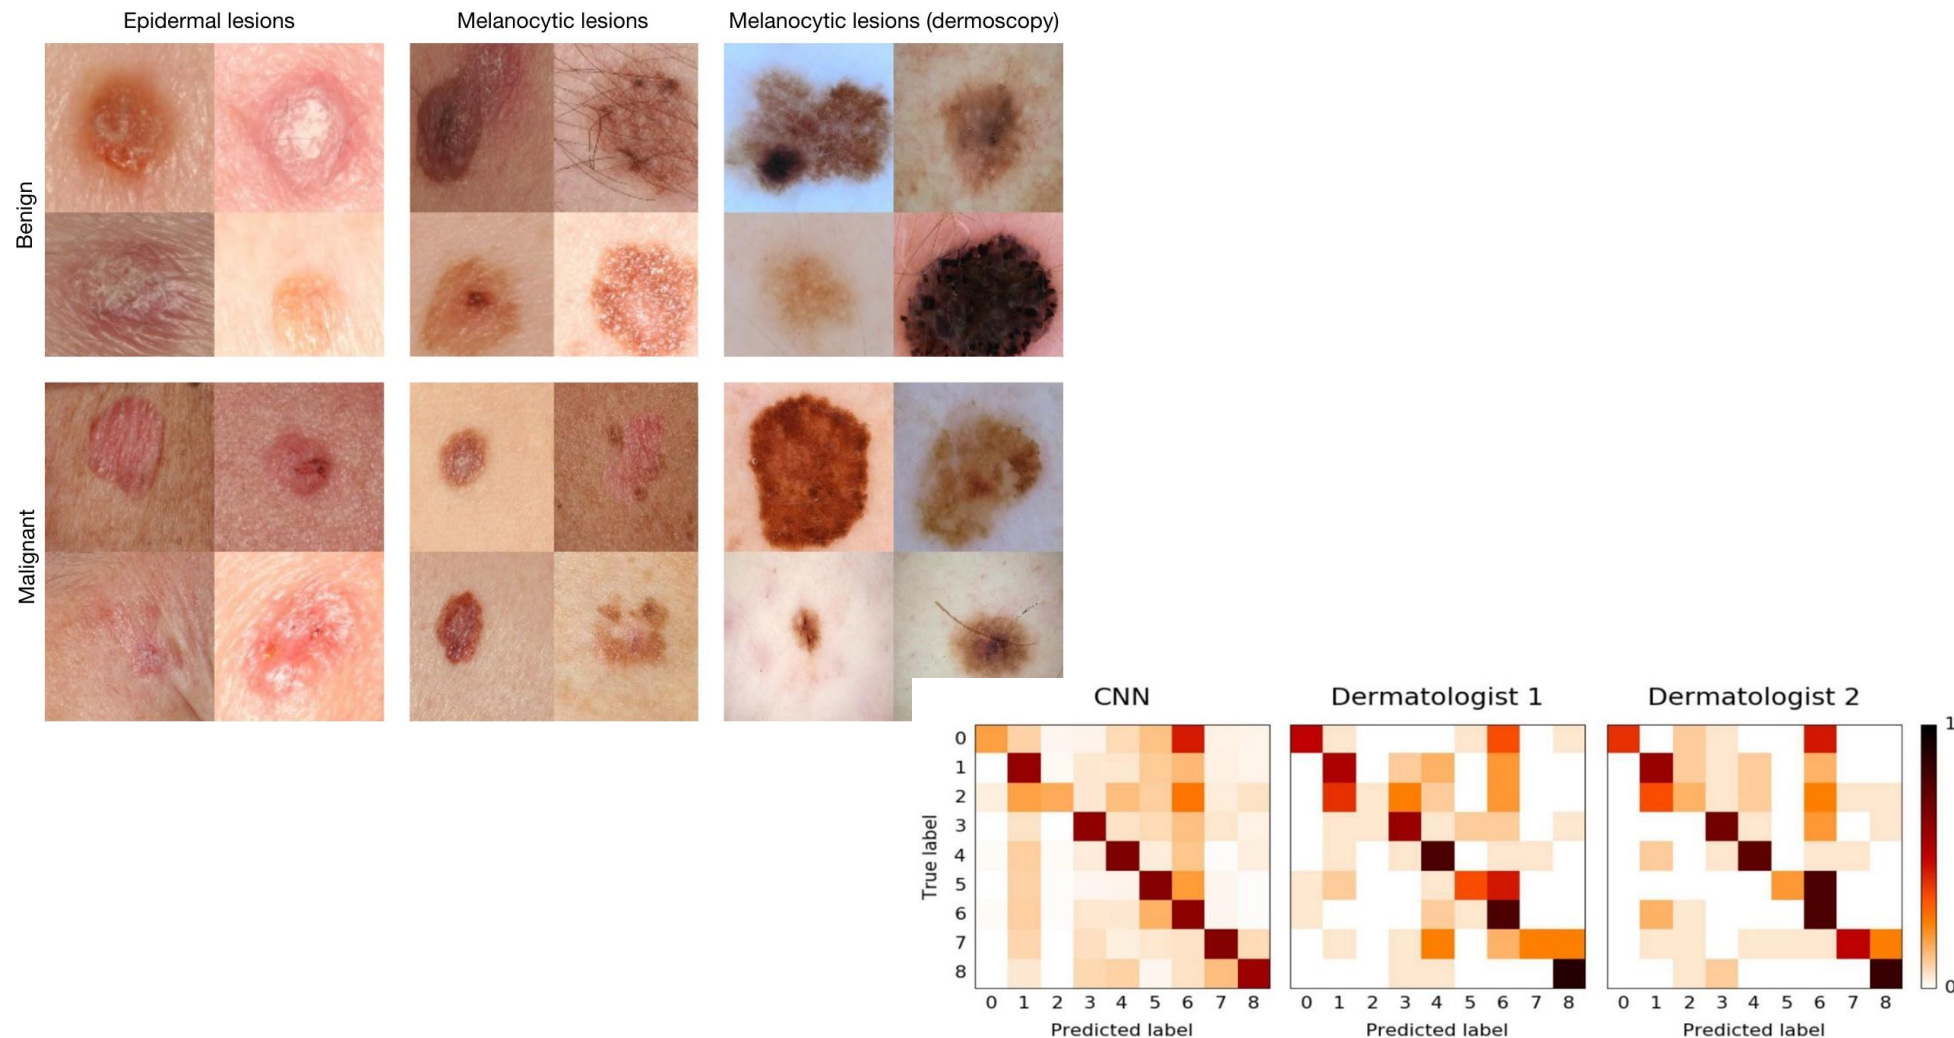 Epidermal lesions
Melanocytic lesions
Melanocytic lesions (dermoscopy)
Benign
Malignant
CNN
Dermatologist 1
Dermatologist 2
True label
0
1
2
3
4
5
6
7
8
0 1 2 3 4 5 6 7 8
0 1 2 3 4 5 6 7 8
0 1 2 3 4 5 6 7 8
Predicted label
Predicted label
Predicted label
1
0